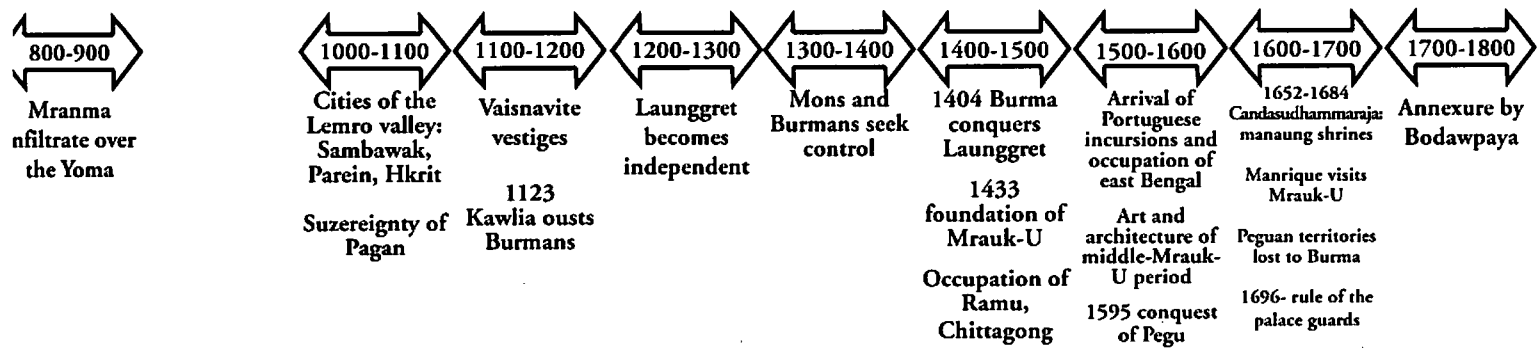 800-900
Mranma
nfiltrate over
the Yoma
1000-1100
Cities of the
Lemro valley:
Sambawak,
Parein, Hkrit
Suzereignty of
Pagan
1100-1200
Vaisnavite
vestiges
1123
Kawlia ousts
Burmans
1200-1300
Launggret
becomes
independent
1300-1400
Mons and
Burmans seek
control
1400-1500
1404 Burma
conquers
Launggret
1433
foundation of
Mrauk-U
Occupation of
Ramu,
Chittagong
1500-1600
Arrival of
Portuguese
incursions and
occupation of
east Bengal
Art and
architecture of
middle-Mrauk-
U period
1595 conquest
of Pegu
1600-1700
1652-1684
Candasudhammaraja:
manaung shrines
Manrique visits
Mrauk-U
Peguan territories
lost to Burma
1696- rule of the
palace guards
1700-1800
Annexure by
Bodawpaya